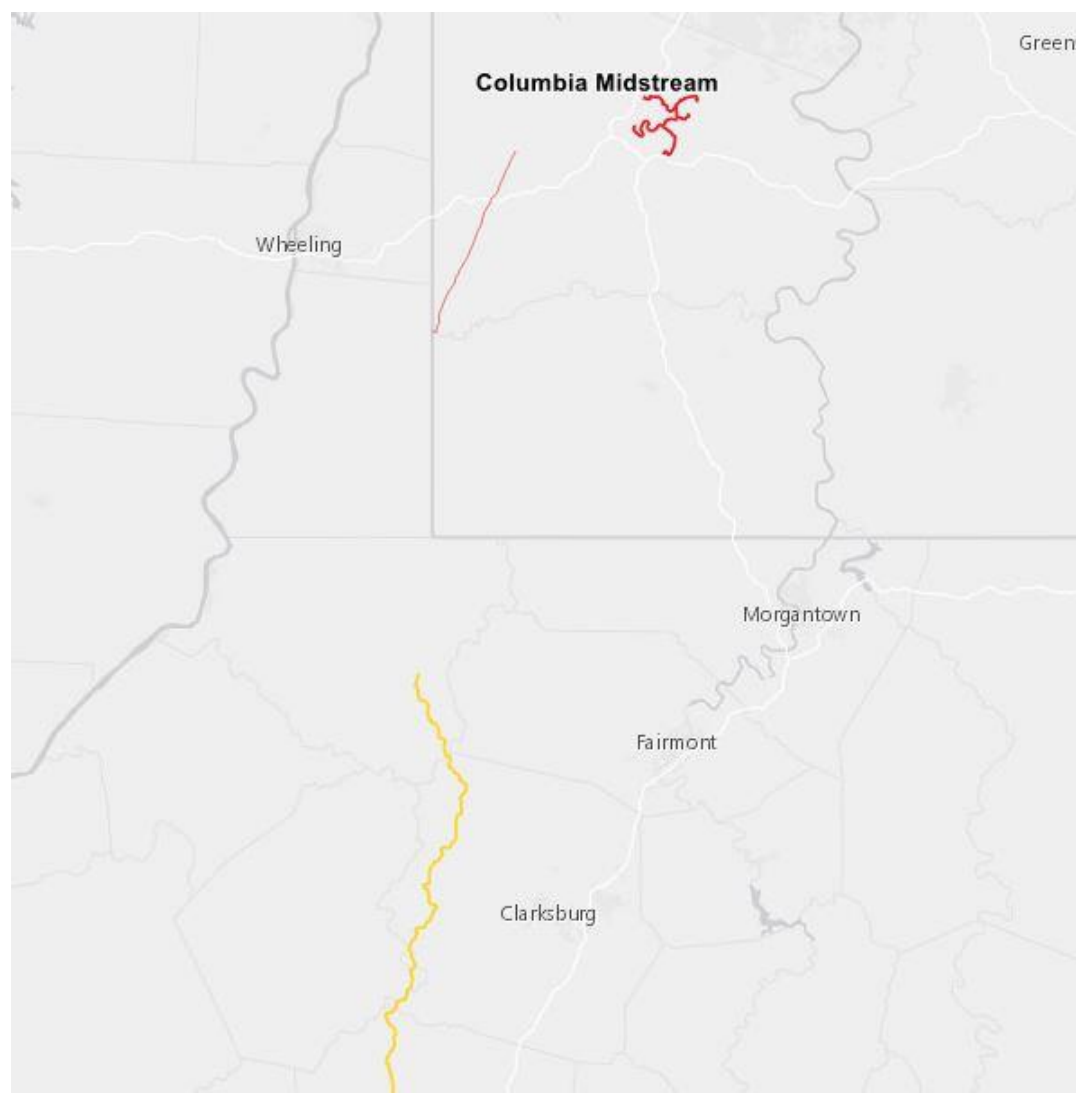 Green
Columbia Midstream
Wheeling
Morgantown
Fairmont
Clarksburg